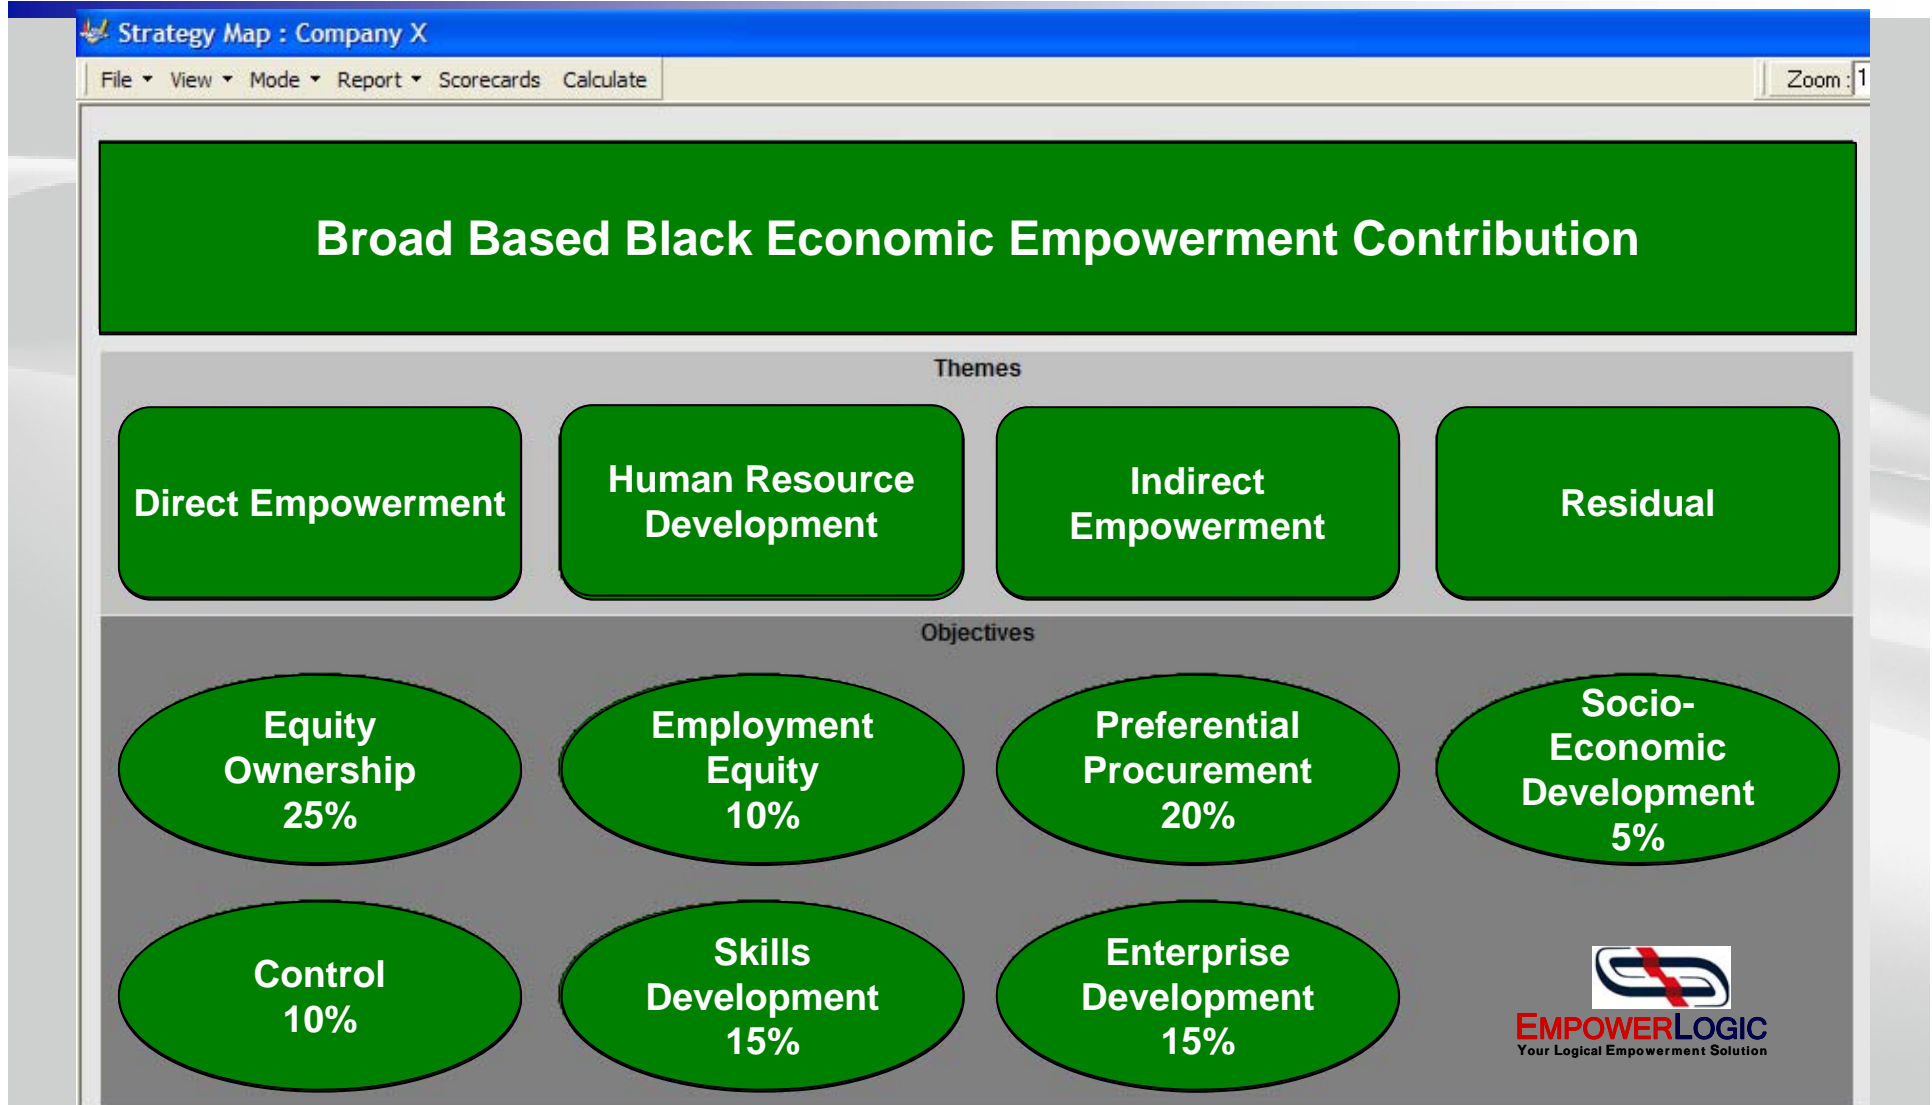 Strategy Map : Company X
File View Mode Report Scorecards Calculate Zoom : 1
Broad Based Black Economic Empowerment Contribution
Themes
Direct Empowerment
Human Resource
Development
Indirect
Empowerment
Residual
Objectives
Equity
Ownership
25%
Employment
Equity
10%
Preferential
Procurement
20%
Socio-
Economic
Development
5%
Control
10%
Skills
Development
15%
Enterprise
Development
15%
EMPOWERLOGIC
Your Logical Empowerment Solution